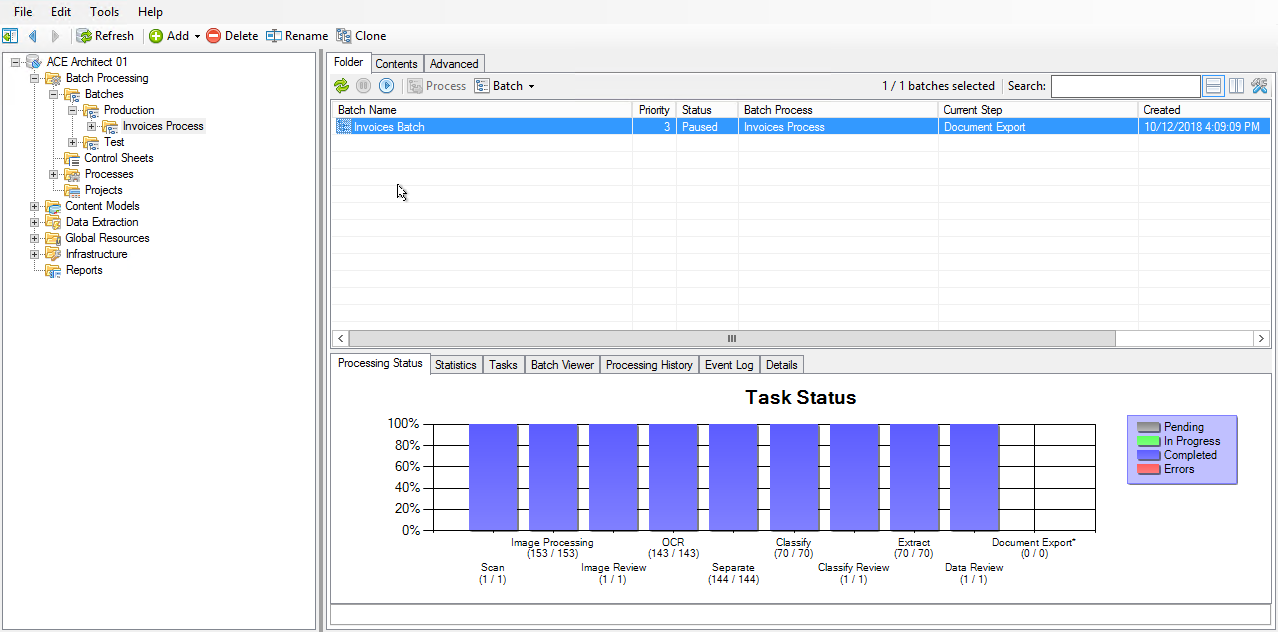 File Edit Tools Help
Refresh Add Delete Rename Clone
ACE Architect 01
Batch Processing
Batches
Production
Invoices Process
Test
Control Sheets
Processes
Projects
Content Models
Data Extraction
Global Resources
Infrastructure
Reports
Folder Contents Advanced
Process Batch 1 / 1 batches selected Search:
Batch Name Priority Status Batch Process Current Step Created
Invoices Batch 3 Paused Invoices Process Document Export 10/12/2018 4:09:09 PM
Processing Status Statistics Tasks Batch Viewer Processing History Event Log Details
Task Status
100%
80%
60%
40%
20%
0%
Image Processing OCR Classify Extract Document Export*
(153 / 153) (143 / 143) (70 / 70) (70 / 70) (0 / 0)
Scan Image Review Separate Classify Review Data Review
(1 / 1) (1 / 1) (144 / 144) (1 / 1) (1 / 1)
Pending
In Progress
Completed
Errors